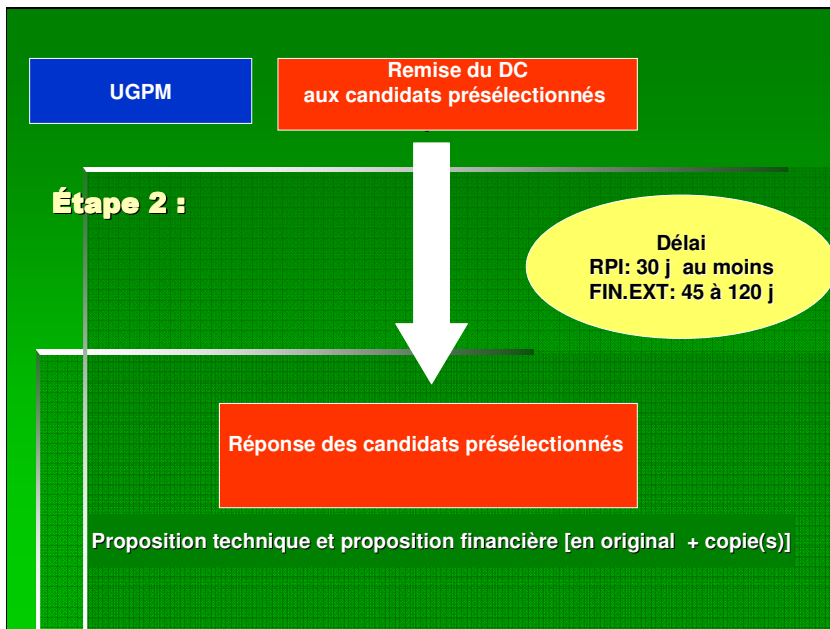 UGPM
Remise du DC
aux candidats présélectionnés
Étape 2 :
Délai
RPI: 30 j au moins
FIN.EXT: 45 à 120 j
Réponse des candidats présélectionnés
Proposition technique et proposition financière [en original + copie(s)]